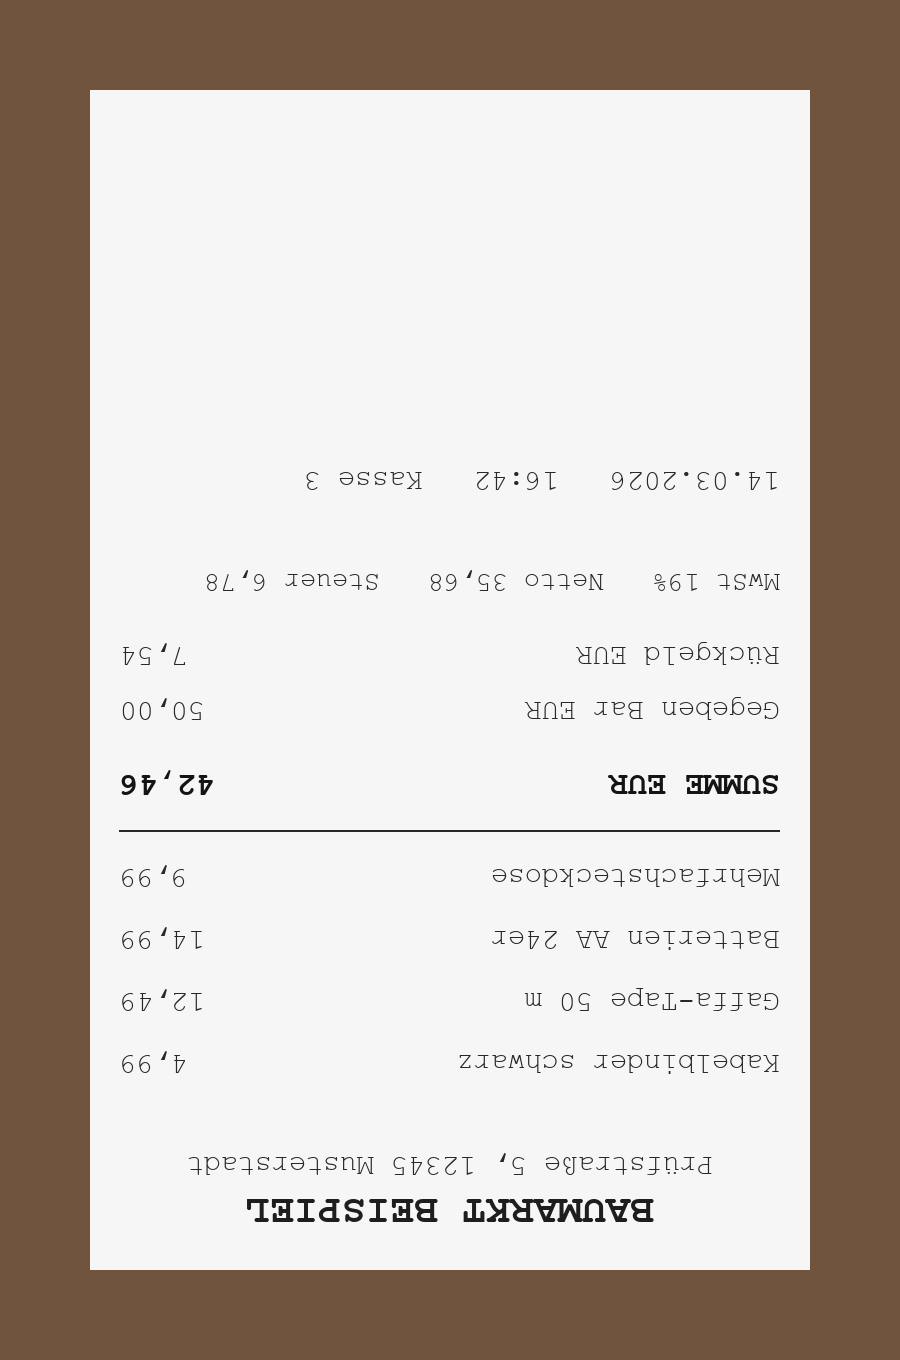 BAUMARKT BEISPIEL
Prüfstraße 5, 12345 Musterstadt
Kabelbinder schwarz 4,99
Gaffa-Tape 50 m 12,49
Batterien AA 24er 14,99
Mehrfachsteckdose 9,99
SUMME EUR 42,46
Gegeben Bar EUR 50,00
Rückgeld EUR 7,54
MwSt 19% Netto 35,68 Steuer 6,78
14.03.2026 16:42 Kasse 3